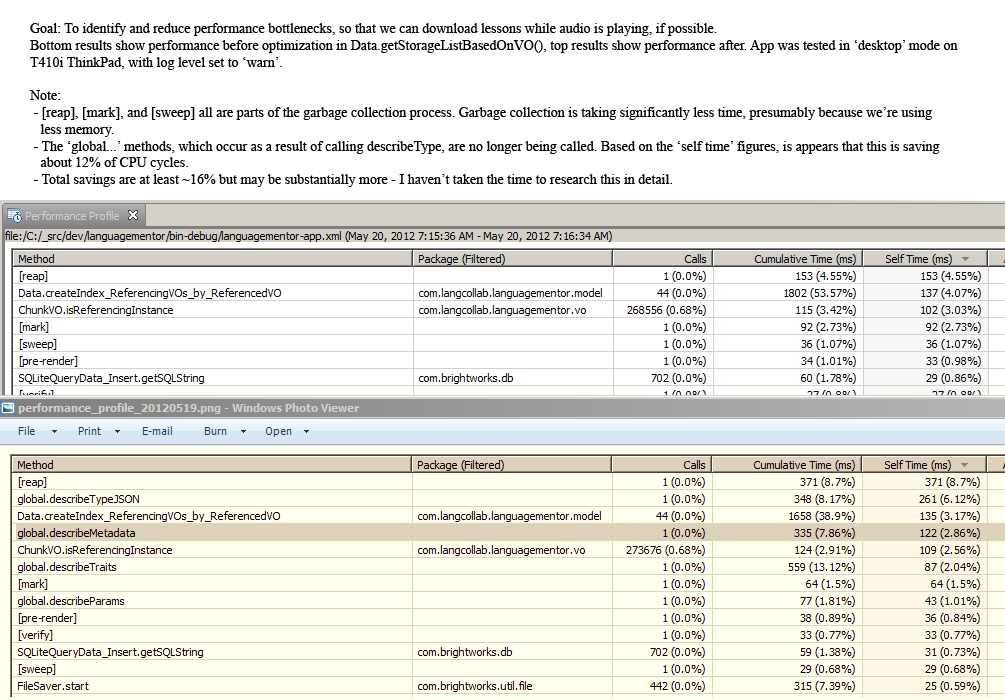 Goal: To identify and reduce performance bottlenecks, so that we can download lessons while audio is playing, if possible.
Bottom results show performance before optimization in Data.getStorageListBasedOnVO(), top results show performance after. App was tested in ‘desktop’ mode on
T410i ThinkPad, with log level set to ‘warn’.
Note:
- [reap], [mark], and [sweep] all are parts of the garbage collection process. Garbage collection is taking significantly less time, presumably because we’re using
less memory.
- The ‘global...’ methods, which occur as a result of calling describeType, are no longer being called. Based on the ‘self time’ figures, is appears that this is saving
about 12% of CPU cycles.
- Total savings are at least ~16% but may be substantially more - I haven’t taken the time to research this in detail.
Performance Profile
file:/C:/_src/dev/languagementor/bin-debug/languagementor-app.xml (May 20, 2012 7:15:36 AM - May 20, 2012 7:16:34 AM)
Method Package (Filtered) Calls Cumulative Time (ms) Self Time (ms)
[reap] 1 (0.0%) 153 (4.55%) 153 (4.55%)
Data.createIndex_ReferencingVOs_by_ReferencedVO com.langcollab.languagementor.model 44 (0.0%) 1802 (53.57%) 137 (4.07%)
ChunkVO.isReferencingInstance com.langcollab.languagementor.vo 268556 (0.68%) 115 (3.42%) 102 (3.03%)
[mark] 1 (0.0%) 92 (2.73%) 92 (2.73%)
[sweep] 1 (0.0%) 36 (1.07%) 36 (1.07%)
[pre-render] 1 (0.0%) 34 (1.01%) 33 (0.98%)
SQLiteQueryData_Insert.getSQLString com.brightworks.db 702 (0.0%) 60 (1.78%) 29 (0.86%)
[verify] 1 (0.0%) 27 (0.8%) 27 (0.8%)
performance_profile_20120519.png - Windows Photo Viewer
File Print E-mail Burn Open
Method Package (Filtered) Calls Cumulative Time (ms) Self Time (ms)
[reap] 1 (0.0%) 371 (8.7%) 371 (8.7%)
global.describeTypeJSON 1 (0.0%) 348 (8.17%) 261 (6.12%)
Data.createIndex_ReferencingVOs_by_ReferencedVO com.langcollab.languagementor.model 44 (0.0%) 1658 (38.9%) 135 (3.17%)
global.describeMetadata 1 (0.0%) 335 (7.86%) 122 (2.86%)
ChunkVO.isReferencingInstance com.langcollab.languagementor.vo 273676 (0.68%) 124 (2.91%) 109 (2.56%)
global.describeTraits 1 (0.0%) 559 (13.12%) 87 (2.04%)
[mark] 1 (0.0%) 64 (1.5%) 64 (1.5%)
global.describeParams 1 (0.0%) 77 (1.81%) 43 (1.01%)
[pre-render] 1 (0.0%) 38 (0.89%) 36 (0.84%)
[verify] 1 (0.0%) 33 (0.77%) 33 (0.77%)
SQLiteQueryData_Insert.getSQLString com.brightworks.db 702 (0.0%) 59 (1.38%) 31 (0.73%)
[sweep] 1 (0.0%) 29 (0.68%) 29 (0.68%)
FileSaver.start com.brightworks.util.file 442 (0.0%) 315 (7.39%) 25 (0.59%)